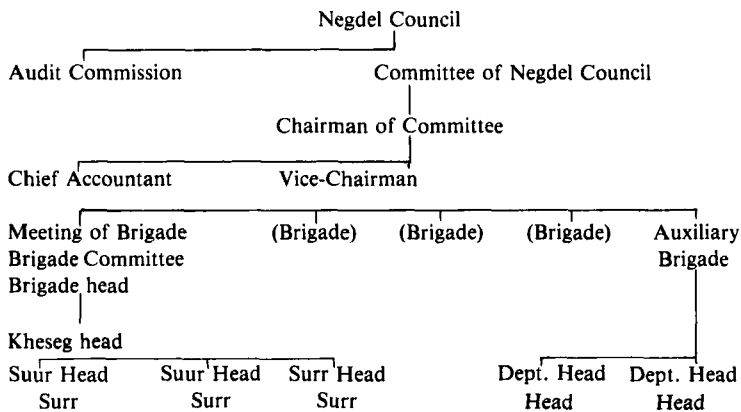 Negdel Council
Audit Commission Committee of Negdel Council
Chairman of Committee
Chief Accountant Vice-Chairman
Meeting of Brigade (Brigade) (Brigade) (Brigade) Auxiliary
Brigade Committee Brigade
Brigade head
Kheseg head
Suur Head Suur Head Surr Head Dept. Head Dept. Head
Surr Surr Surr Head Head